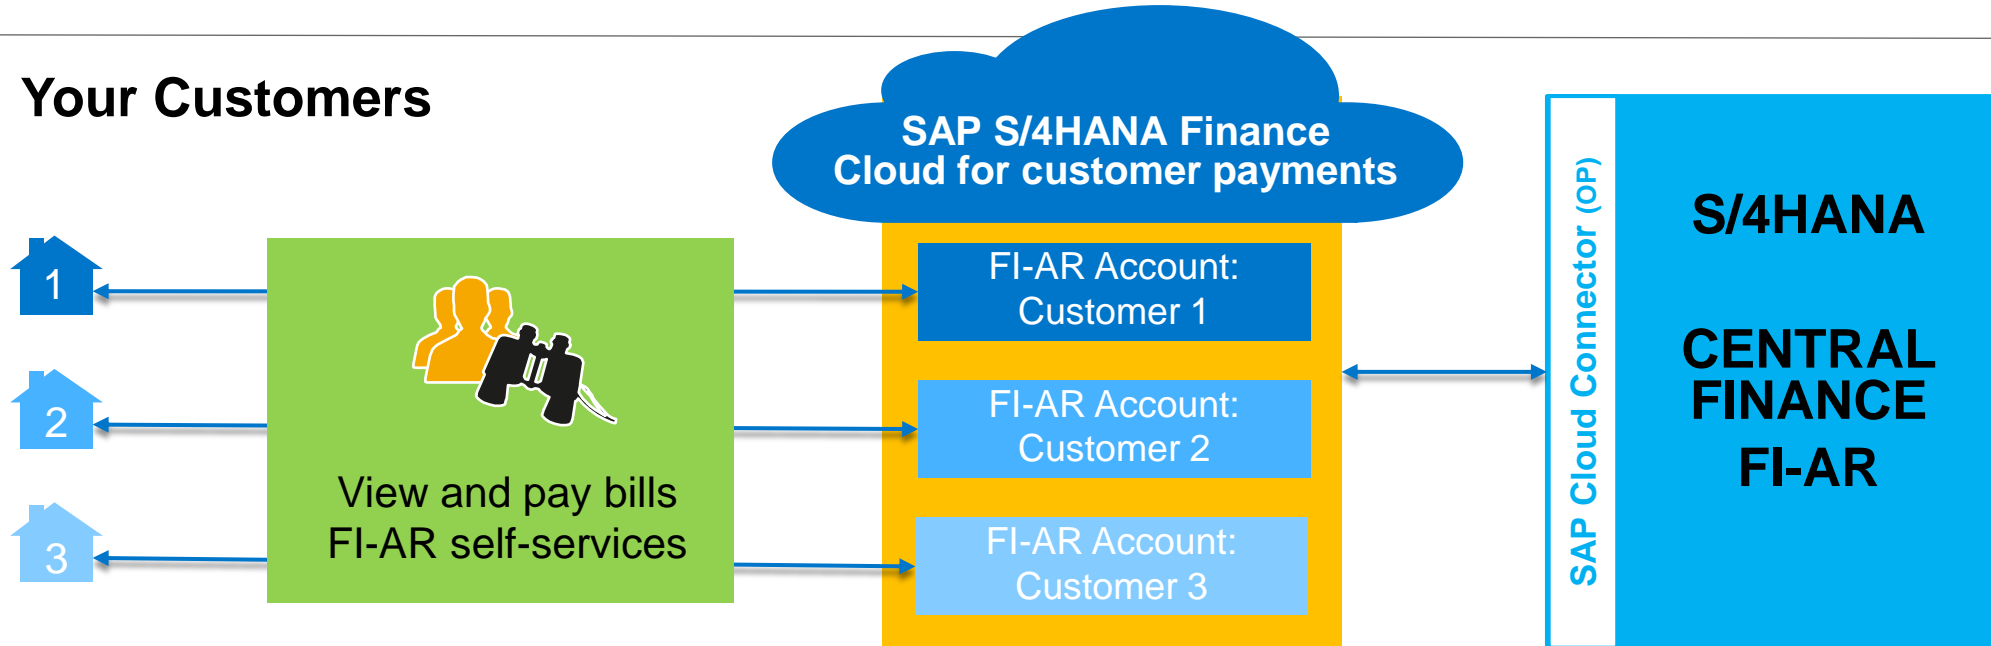 Your Customers
SAP S/4HANA Finance
Cloud for customer payments
1
2
3
View and pay bills
FI-AR self-services
FI-AR Account:
Customer 1
FI-AR Account:
Customer 2
FI-AR Account:
Customer 3
SAP Cloud Connector (OP)
S/4HANA
CENTRAL
FINANCE
FI-AR